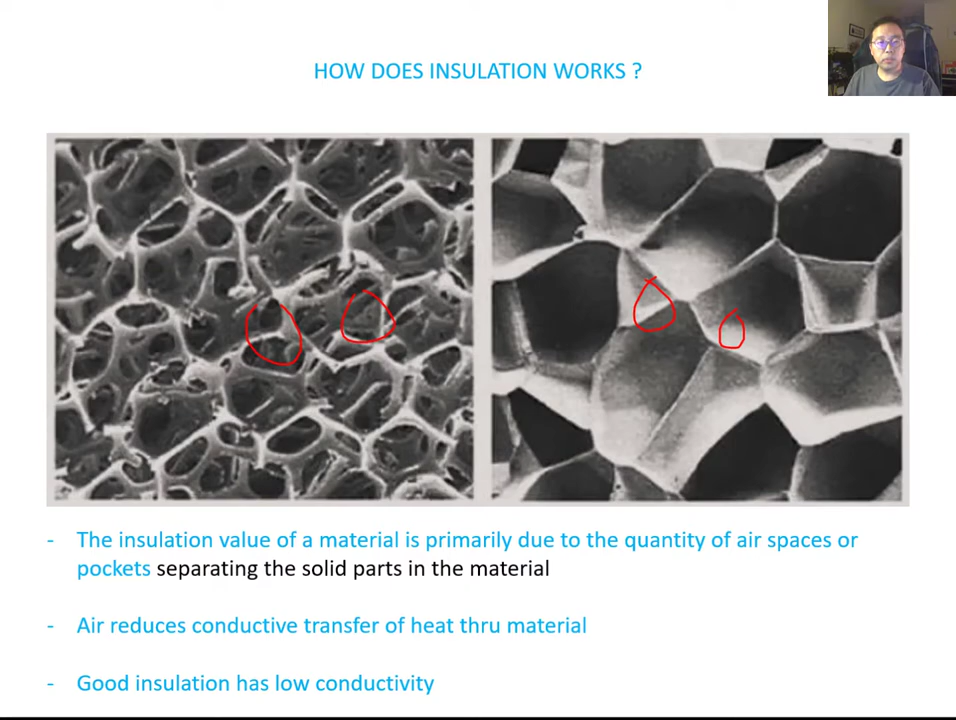 HOW DOES INSULATION WORKS ?
- The insulation value of a material is primarily due to the quantity of air spaces or
pockets separating the solid parts in the material
- Air reduces conductive transfer of heat thru material
- Good insulation has low conductivity